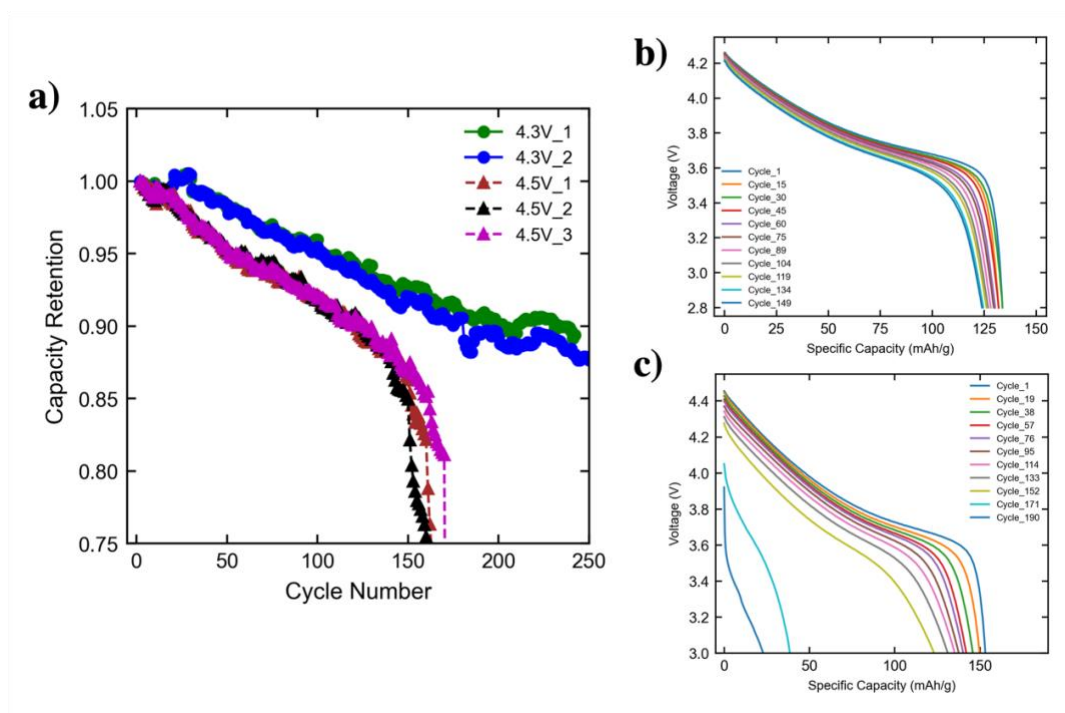 a)
1.05
1.00
0.95
0.90
0.85
0.80
0.75
Capacity Retention
0
50
100
150
200
250
Cycle Number
4.3V_1
4.3V_2
4.5V_1
4.5V_2
4.5V_3
b)
4.2
4.0
3.8
3.6
3.4
3.2
3.0
2.8
Voltage (V)
Cycle_1
Cycle_15
Cycle_30
Cycle_45
Cycle_60
Cycle_75
Cycle_89
Cycle_104
Cycle_119
Cycle_134
Cycle_149
0
25
50
75
100
125
150
Specific Capacity (mAh/g)
c)
4.4
4.2
4.0
3.8
3.6
3.4
3.2
3.0
Voltage (V)
Cycle_1
Cycle_19
Cycle_38
Cycle_57
Cycle_76
Cycle_95
Cycle_114
Cycle_133
Cycle_152
Cycle_171
Cycle_190
0
50
100
150
Specific Capacity (mAh/g)